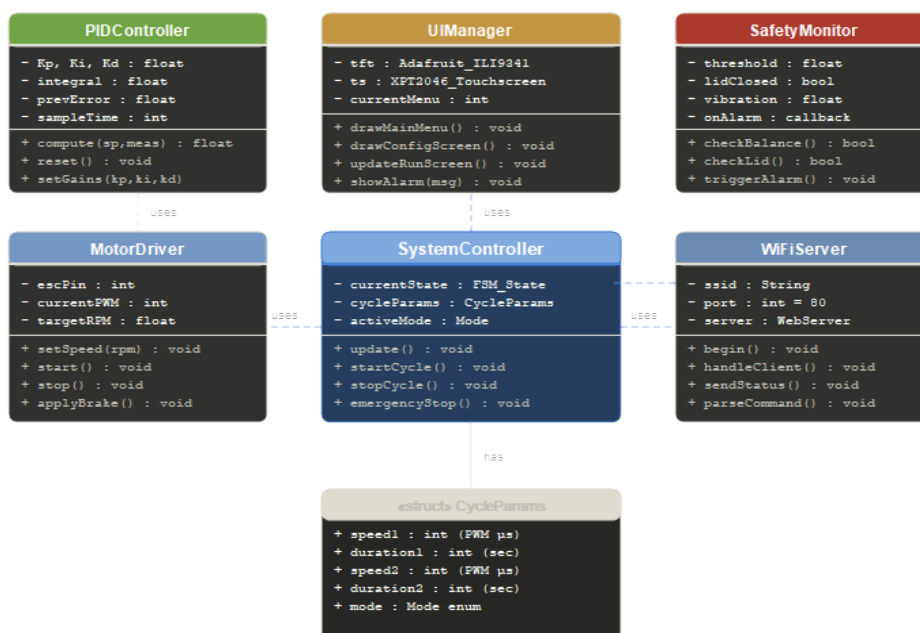 PIDController
- Kp, Ki, Kd : float
- integral : float
- prevError : float
- sampleTime : int
+ compute(sp,meas) : float
+ reset() : void
+ setGains(kp,ki,kd)
UIManager
- tft : Adafruit_ILI9341
- ts : XPT2046_Touchscreen
- currentMenu : int
+ drawMainMenu() : void
+ drawConfigScreen() : void
+ updateRunScreen() : void
+ showAlarm(msg) : void
SafetyMonitor
- threshold : float
- lidClosed : bool
- vibration : float
- onAlarm : callback
+ checkBalance() : bool
+ checkLid() : bool
+ triggerAlarm() : void
uses
uses
MotorDriver
- escPin : int
- currentPWM : int
- targetRPM : float
+ setSpeed(rpm) : void
+ start() : void
+ stop() : void
+ applyBrake() : void
uses
SystemController
- currentState : FSM_State
- cycleParams : CycleParams
- activeMode : Mode
+ update() : void
+ startCycle() : void
+ stopCycle() : void
+ emergencyStop() : void
uses
WiFiServer
- ssid : String
- port : int = 80
- server : WebServer
+ begin() : void
+ handleClient() : void
+ sendStatus() : void
+ parseCommand() : void
has
«struct» CycleParams
+ speed1 : int (PWM µs)
+ duration1 : int (sec)
+ speed2 : int (PWM µs)
+ duration2 : int (sec)
+ mode : Mode enum